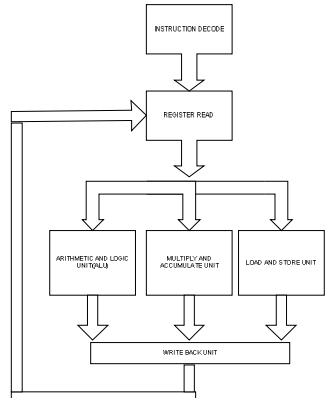 INSTRUCTION DECODE
REGISTER READ
ARITHMETIC AND LOGIC
UNIT(ALU)
MULTIPLY AND
ACCUMULATE UNIT
LOAD AND STORE UNIT
WRITE BACK UNIT